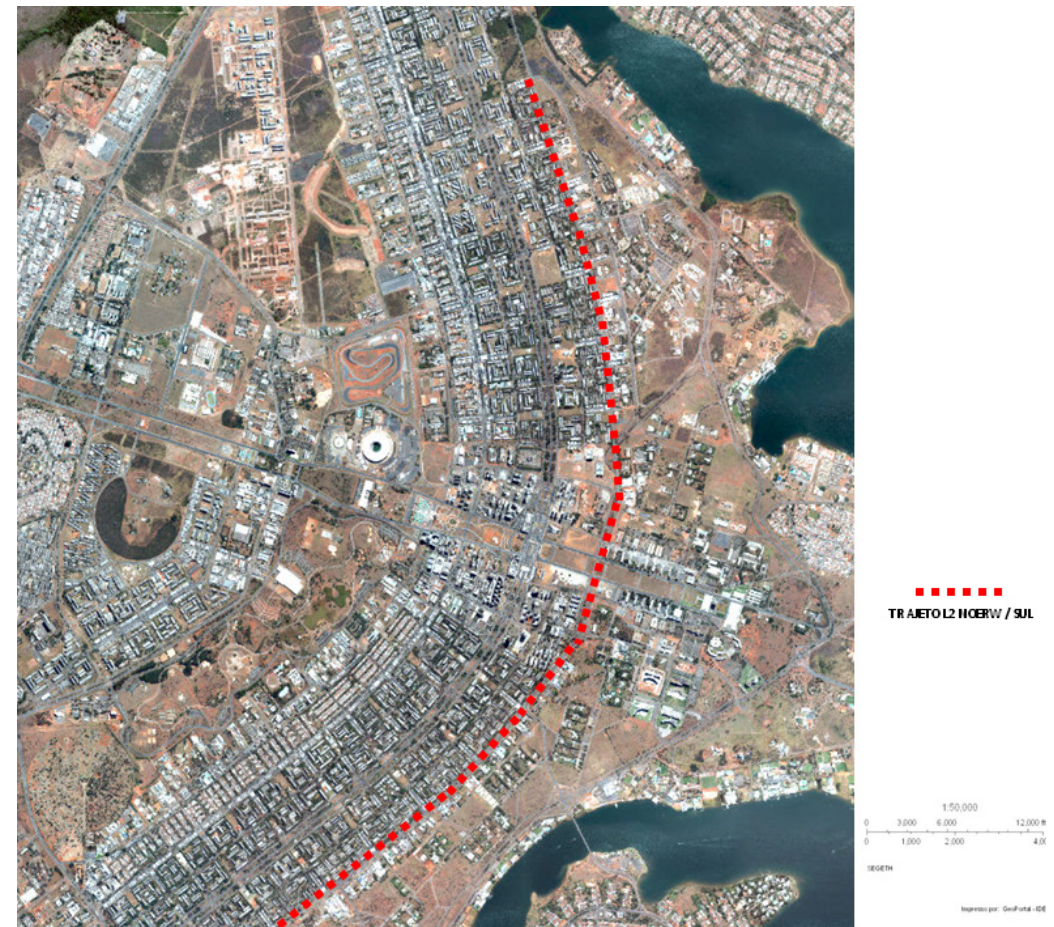 TRAJETO L2 NOERW / SUL
1:50,000
0 3,000 6,000 12,000 ft
0 1,000 2,000 4,00
SEGETH
Impresso por: GeoPortal - IDE